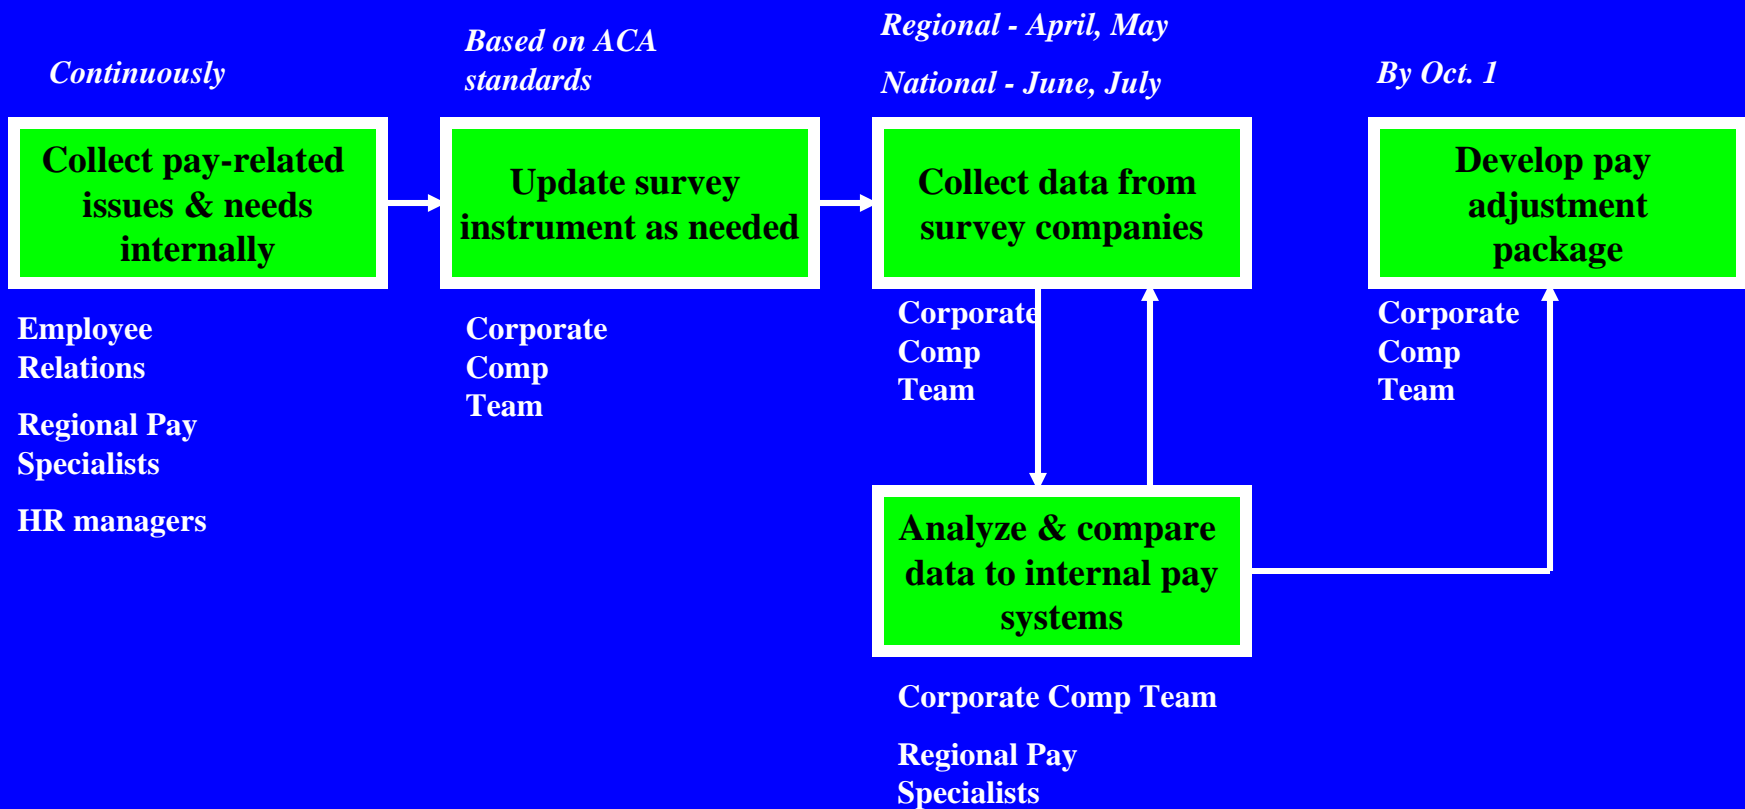 Continuously
Based on ACA
standards
Regional - April, May
National - June, July
By Oct. 1
Collect pay-related
issues & needs
internally
Update survey
instrument as needed
Collect data from
survey companies
Develop pay
adjustment
package
Employee
Relations
Regional Pay
Specialists
HR managers
Corporate
Comp
Team
Corporate
Comp
Team
Corporate
Comp
Team
Analyze & compare
data to internal pay
systems
Corporate Comp Team
Regional Pay
Specialists